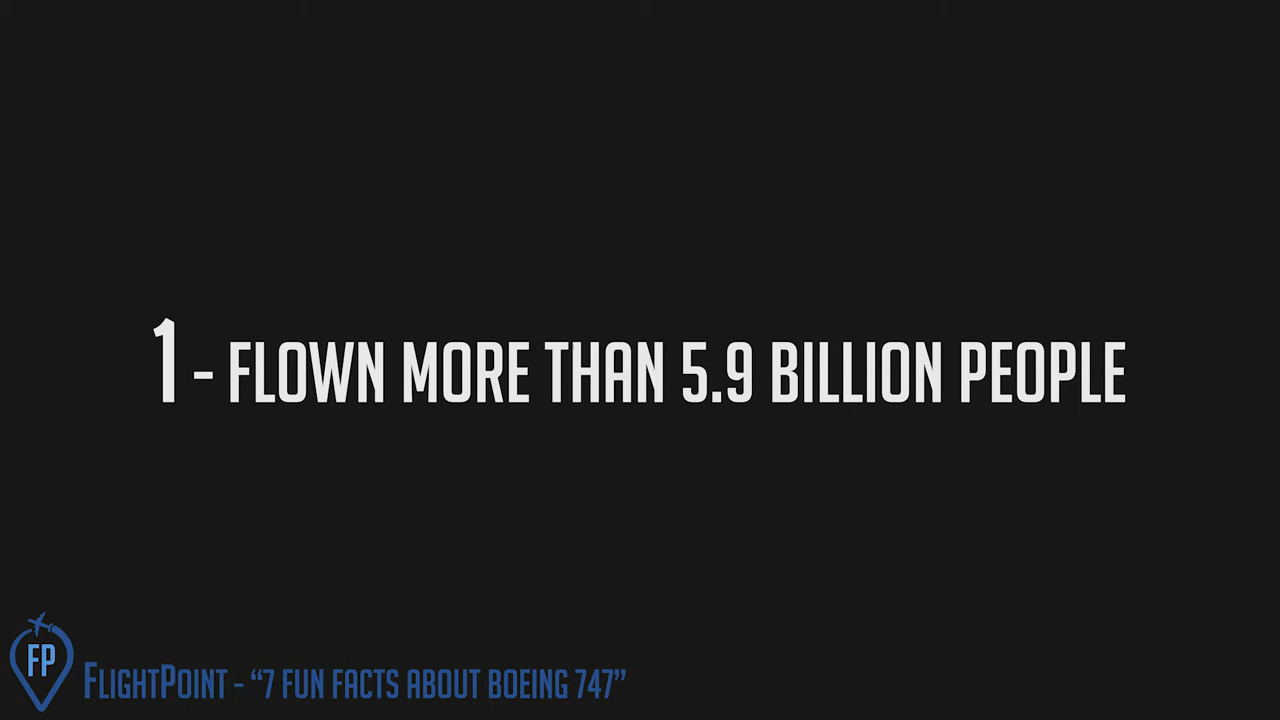 1 - FLOWN MORE THAN 5.9 BILLION PEOPLE
FP
FLIGHTPOINT - “7 FUN FACTS ABOUT BOEING 747”